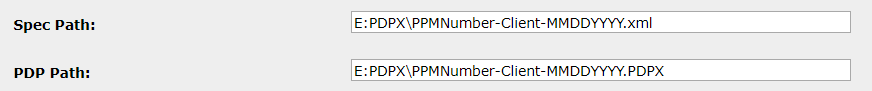 Spec Path: E:PDPX\PPMNumber-Client-MMDDYYYY.xml
PDP Path: E:PDPX\PPMNumber-Client-MMDDYYYY.PDPX